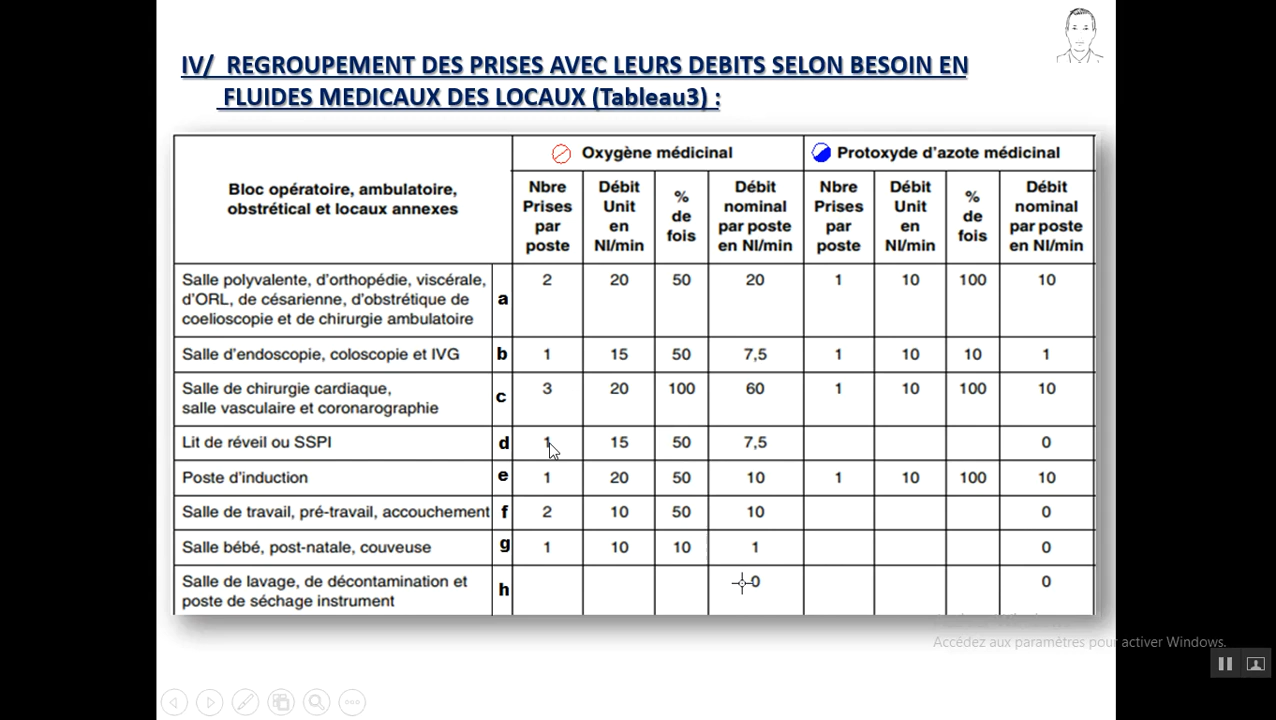 IV/ REGROUPEMENT DES PRISES AVEC LEURS DEBITS SELON BESOIN EN
FLUIDES MEDICAUX DES LOCAUX (Tableau3) :
Bloc opératoire, ambulatoire,
obstrétical et locaux annexes
Oxygène médicinal
Protoxyde d'azote médicinal
Nbre Prises par poste
Débit Unit en Nl/min
% de fois
Débit nominal par poste en Nl/min
Nbre Prises par poste
Débit Unit en Nl/min
% de fois
Débit nominal par poste en Nl/min
Salle polyvalente, d'orthopédie, viscérale,
d'ORL, de césarienne, d'obstrétique de
coelioscopie et de chirurgie ambulatoire
a 2 20 50 20 1 10 100 10
Salle d'endoscopie, coloscopie et IVG b 1 15 50 7,5 1 10 10 1
Salle de chirurgie cardiaque,
salle vasculaire et coronarographie
c 3 20 100 60 1 10 100 10
Lit de réveil ou SSPI d 1 15 50 7,5 0
Poste d'induction e 1 20 50 10 1 10 100 10
Salle de travail, pré-travail, accouchement f 2 10 50 10 0
Salle bébé, post-natale, couveuse g 1 10 10 1 0
Salle de lavage, de décontamination et
poste de séchage instrument
h 0 0
Accédez aux paramètres pour activer Windows.